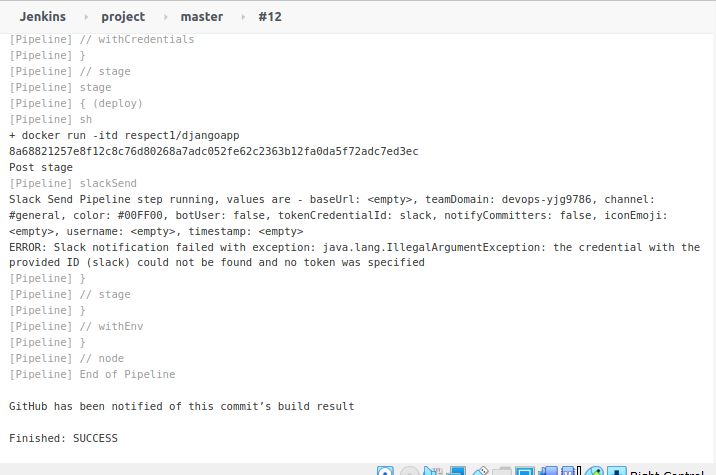 Jenkins project master #12
[Pipeline] // withCredentials
[Pipeline] }
[Pipeline] // stage
[Pipeline] stage
[Pipeline] { (deploy)
[Pipeline] sh
+ docker run -itd respect1/djangoapp
8a68821257e8f12c8c76d80268a7adc052fe62c2363b12fa0da5f72adc7ed3ec
Post stage
[Pipeline] slackSend
Slack Send Pipeline step running, values are - baseUrl: <empty>, teamDomain: devops-yjg9786, channel:
#general, color: #00FF00, botUser: false, tokenCredentialId: slack, notifyCommitters: false, iconEmoji:
<empty>, username: <empty>, timestamp: <empty>
ERROR: Slack notification failed with exception: java.lang.IllegalArgumentException: the credential with the
provided ID (slack) could not be found and no token was specified
[Pipeline] }
[Pipeline] // stage
[Pipeline] }
[Pipeline] // withEnv
[Pipeline] }
[Pipeline] // node
[Pipeline] End of Pipeline
GitHub has been notified of this commit’s build result
Finished: SUCCESS
Right Control